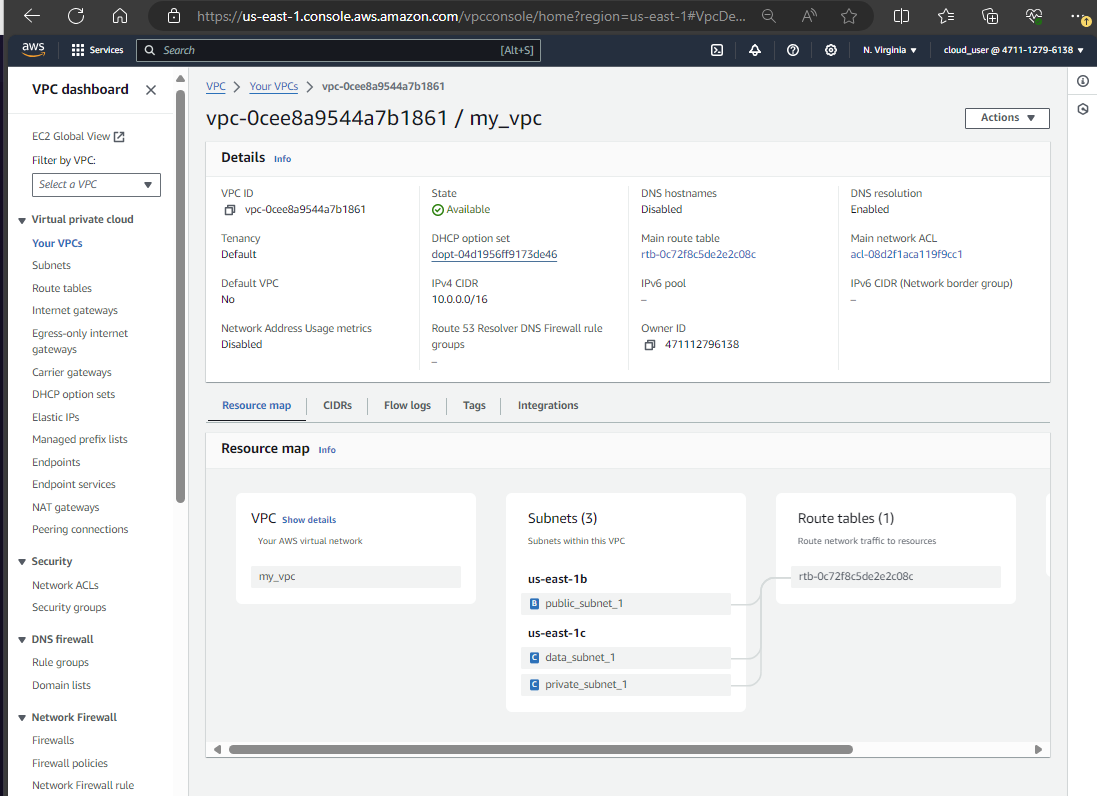 https://us-east-1.console.aws.amazon.com/vpcconsole/home?region=us-east-1#VpcDe...
aws
Services
Search
[Alt+S]
N. Virginia
cloud_user @ 4711-1279-6138
VPC dashboard
EC2 Global View
Filter by VPC:
Select a VPC
Virtual private cloud
Your VPCs
Subnets
Route tables
Internet gateways
Egress-only internet
gateways
Carrier gateways
DHCP option sets
Elastic IPs
Managed prefix lists
Endpoints
Endpoint services
NAT gateways
Peering connections
Security
Network ACLs
Security groups
DNS firewall
Rule groups
Domain lists
Network Firewall
Firewalls
Firewall policies
Network Firewall rule
VPC
Your VPCs
vpc-0cee8a9544a7b1861
vpc-0cee8a9544a7b1861 / my_vpc
Actions
Details Info
VPC ID
vpc-0cee8a9544a7b1861
State
Available
DNS hostnames
Disabled
DNS resolution
Enabled
Tenancy
Default
DHCP option set
dopt-04d1956ff9173de46
Main route table
rtb-0c72f8c5de2e2c08c
Main network ACL
acl-08d2f1aca119f9cc1
Default VPC
No
IPv4 CIDR
10.0.0.0/16
IPv6 pool
–
IPv6 CIDR (Network border group)
–
Network Address Usage metrics
Disabled
Route 53 Resolver DNS Firewall rule
groups
–
Owner ID
471112796138
Resource map
CIDRs
Flow logs
Tags
Integrations
Resource map Info
VPC Show details
Your AWS virtual network
my_vpc
Subnets (3)
Subnets within this VPC
us-east-1b
B public_subnet_1
us-east-1c
C data_subnet_1
C private_subnet_1
Route tables (1)
Route network traffic to resources
rtb-0c72f8c5de2e2c08c